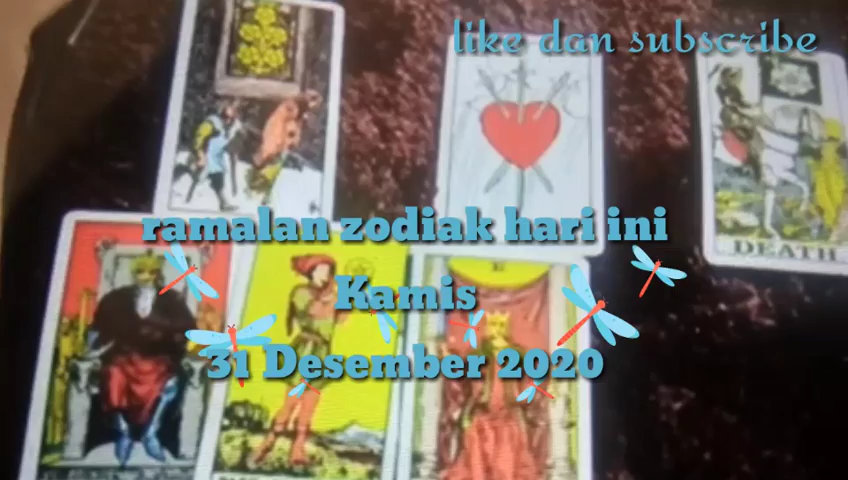 like dan subscribe
ramalan zodiak hari ini
Kamis
31 Desember 2020
DEATH